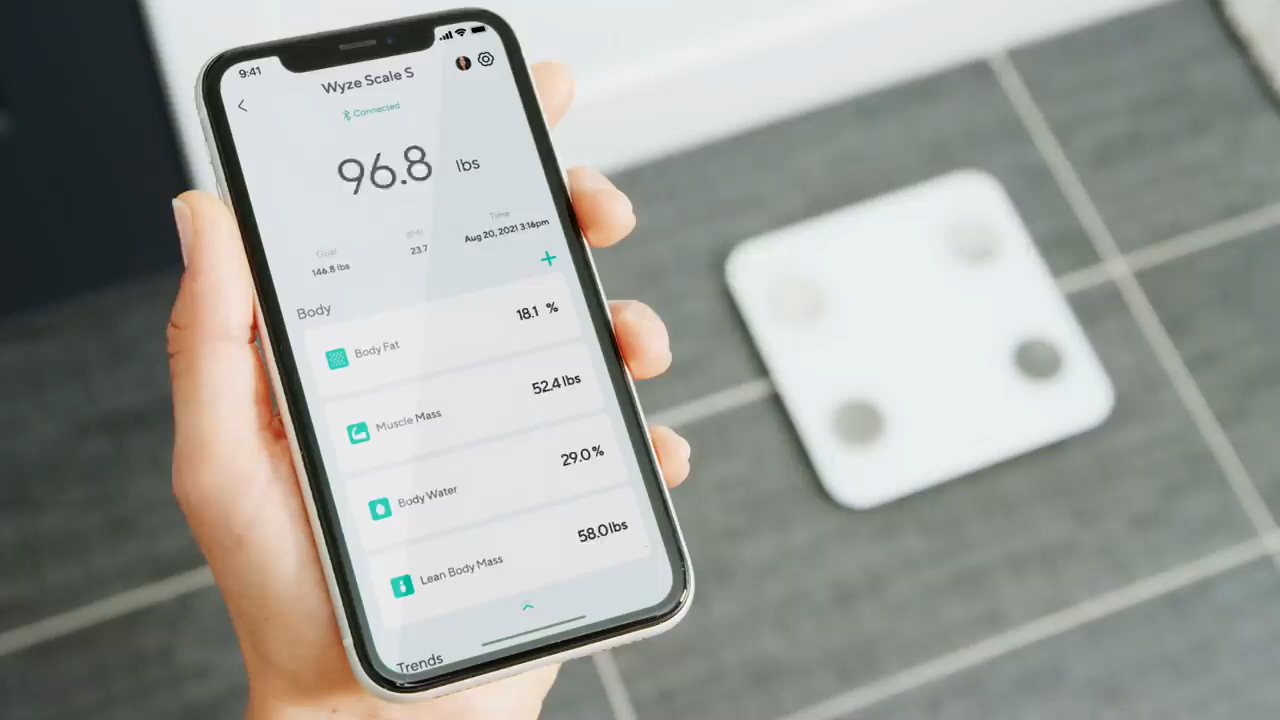 9:41
Wyze Scale S
Connected
96.8 lbs
Goal
146.8 lbs
BMI
23.7
Time
Aug 20, 2021 3:16pm
+
Body
Body Fat
18.1 %
Muscle Mass
52.4 lbs
Body Water
29.0 %
Lean Body Mass
58.0 lbs
Trends